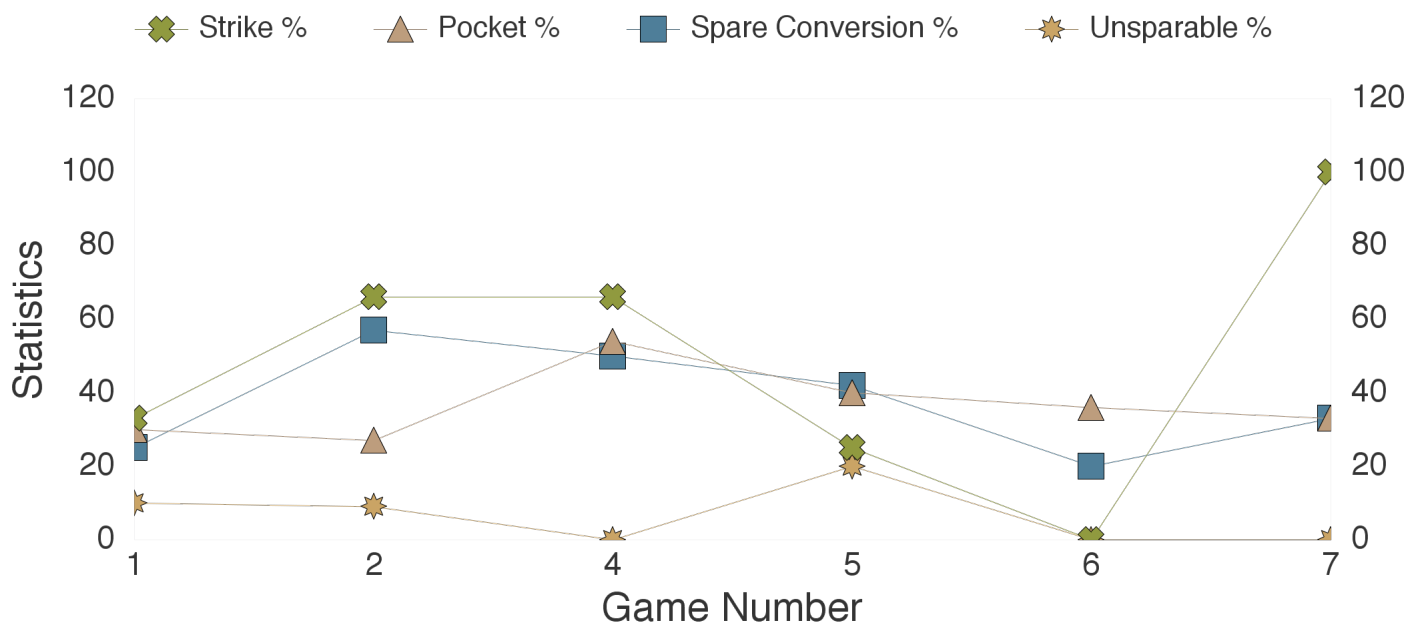 Strike % Pocket % Spare Conversion % Unsparable %
120 120
100 100
80 80
60 60
40 40
20 20
0 0
Statistics
1 2 4 5 6 7
Game Number